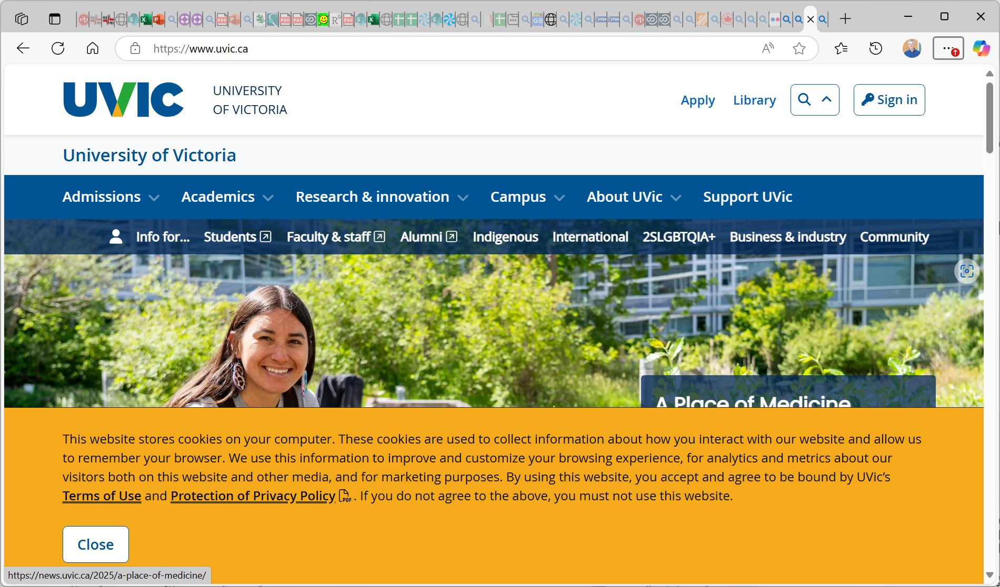 https://www.uvic.ca
UVIC
UNIVERSITY
OF VICTORIA
Apply
Library
Sign in
University of Victoria
Admissions
Academics
Research & innovation
Campus
About UVic
Support UVic
Info for...
Students
Faculty & staff
Alumni
Indigenous
International
2SLGBTQIA+
Business & industry
Community
A Place of Medicine
This website stores cookies on your computer. These cookies are used to collect information about how you interact with our website and allow us
to remember your browser. We use this information to improve and customize your browsing experience, for analytics and metrics about our
visitors both on this website and other media, and for marketing purposes. By using this website, you accept and agree to be bound by UVic’s
Terms of Use and Protection of Privacy Policy PDF . If you do not agree to the above, you must not use this website.
Close
https://news.uvic.ca/2025/a-place-of-medicine/